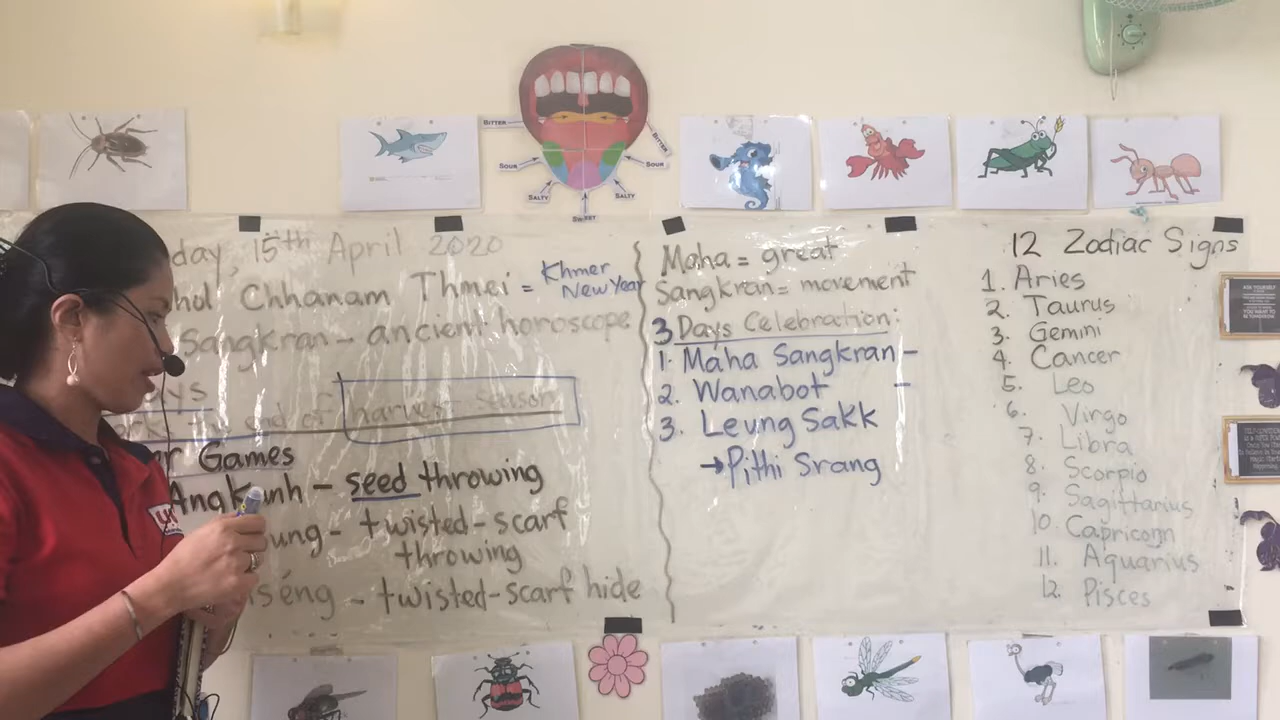 BITTER
BITTER
SOUR
SOUR
SALTY
SALTY
SWEET
day, 15th April 2020
Chhanam Thmei = Khmer New Year
Sangkran - ancient horoscope
end of harvest season
Games
Angkunh - seed throwing
twisted-scarf
throwing
twisted-scarf hide
Maha = great
Sangkran = movement
3 Days Celebration:
1. Maha Sangkran -
2. Wanabot -
3. Leung Sakk
→ Pithi Srang
12 Zodiac Signs
1. Aries
2. Taurus
3. Gemini
4. Cancer
5. Leo
6. Virgo
7. Libra
8. Scorpio
9. Sagittarius
10. Capricorn
11. Aquarius
12. Pisces